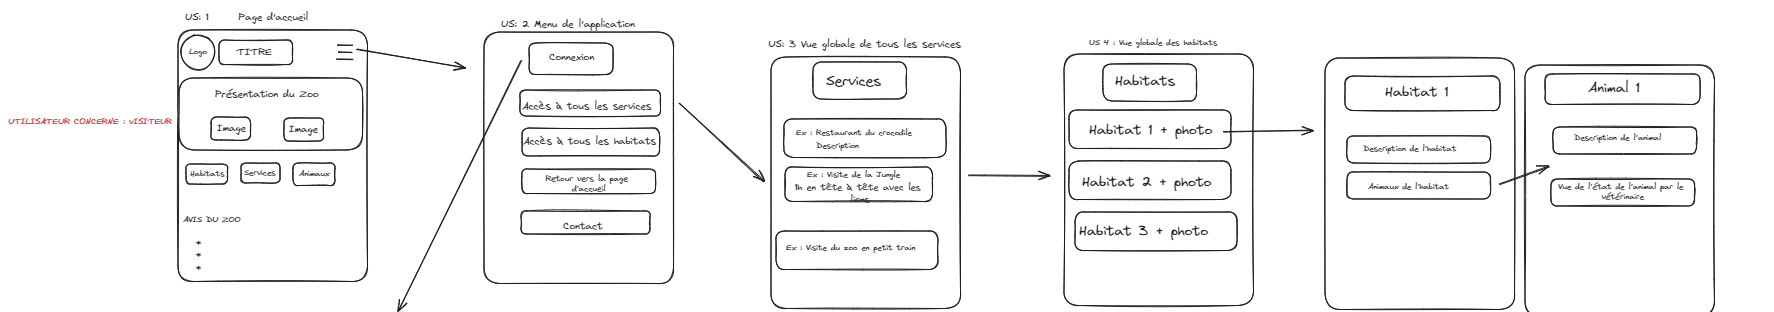 US: 1 Page d'accueil
Logo
TITRE
Présentation du Zoo
Image
Image
UTILISATEUR CONCERNE : VISITEUR
Habitats
Services
Animaux
AVIS DU ZOO
*
*
*
US: 2 Menu de l'application
Connexion
Accès à tous les services
Accès à tous les habitats
Retour vers la page
d'accueil
Contact
US: 3 Vue globale de tous les services
Services
Ex : Restaurant du crocodile
Description
Ex : Visite de la Jungle
1h en tête à tête avec les
lions
Ex : Visite du zoo en petit train
US 4 : Vue globale des habitats
Habitats
Habitat 1 + photo
Habitat 2 + photo
Habitat 3 + photo
Habitat 1
Description de l'habitat
Animaux de l'habitat
Animal 1
Description de l'animal
Vue de l'état de l'animal par le
vétérinaire